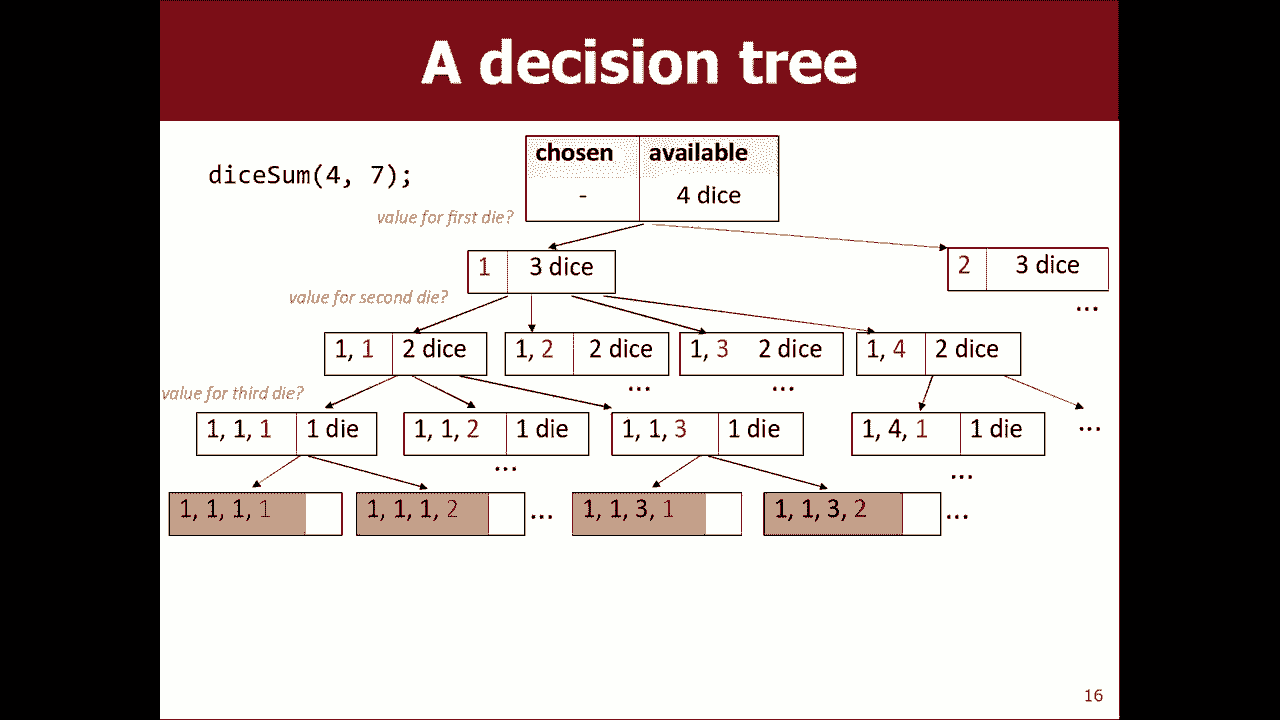 A decision tree
diceSum(4, 7);
chosen available
- 4 dice
value for first die?
1 3 dice
2 3 dice
...
value for second die?
1, 1 2 dice
1, 2 2 dice
1, 3 2 dice
1, 4 2 dice
... ...
value for third die?
1, 1, 1 1 die
1, 1, 2 1 die
1, 1, 3 1 die
1, 4, 1 1 die
...
... ...
1, 1, 1, 1
1, 1, 1, 2
...
1, 1, 3, 1
1, 1, 3, 2
...
16